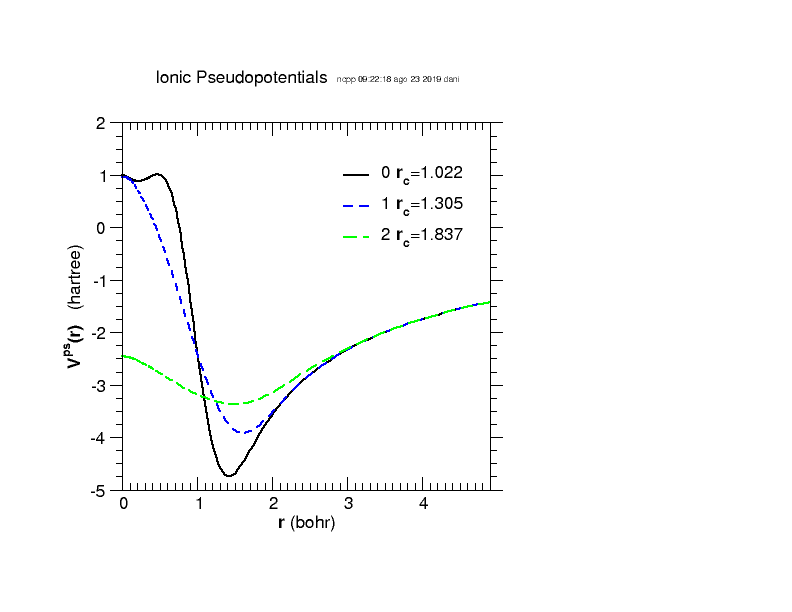 Ionic Pseudopotentials ncpp 09:22:18 ago 23 2019 dani
2
1
0
-1
-2
-3
-4
-5
V^ps(r) (hartree)
0 r_c=1.022
1 r_c=1.305
2 r_c=1.837
0 1 2 3 4
r (bohr)